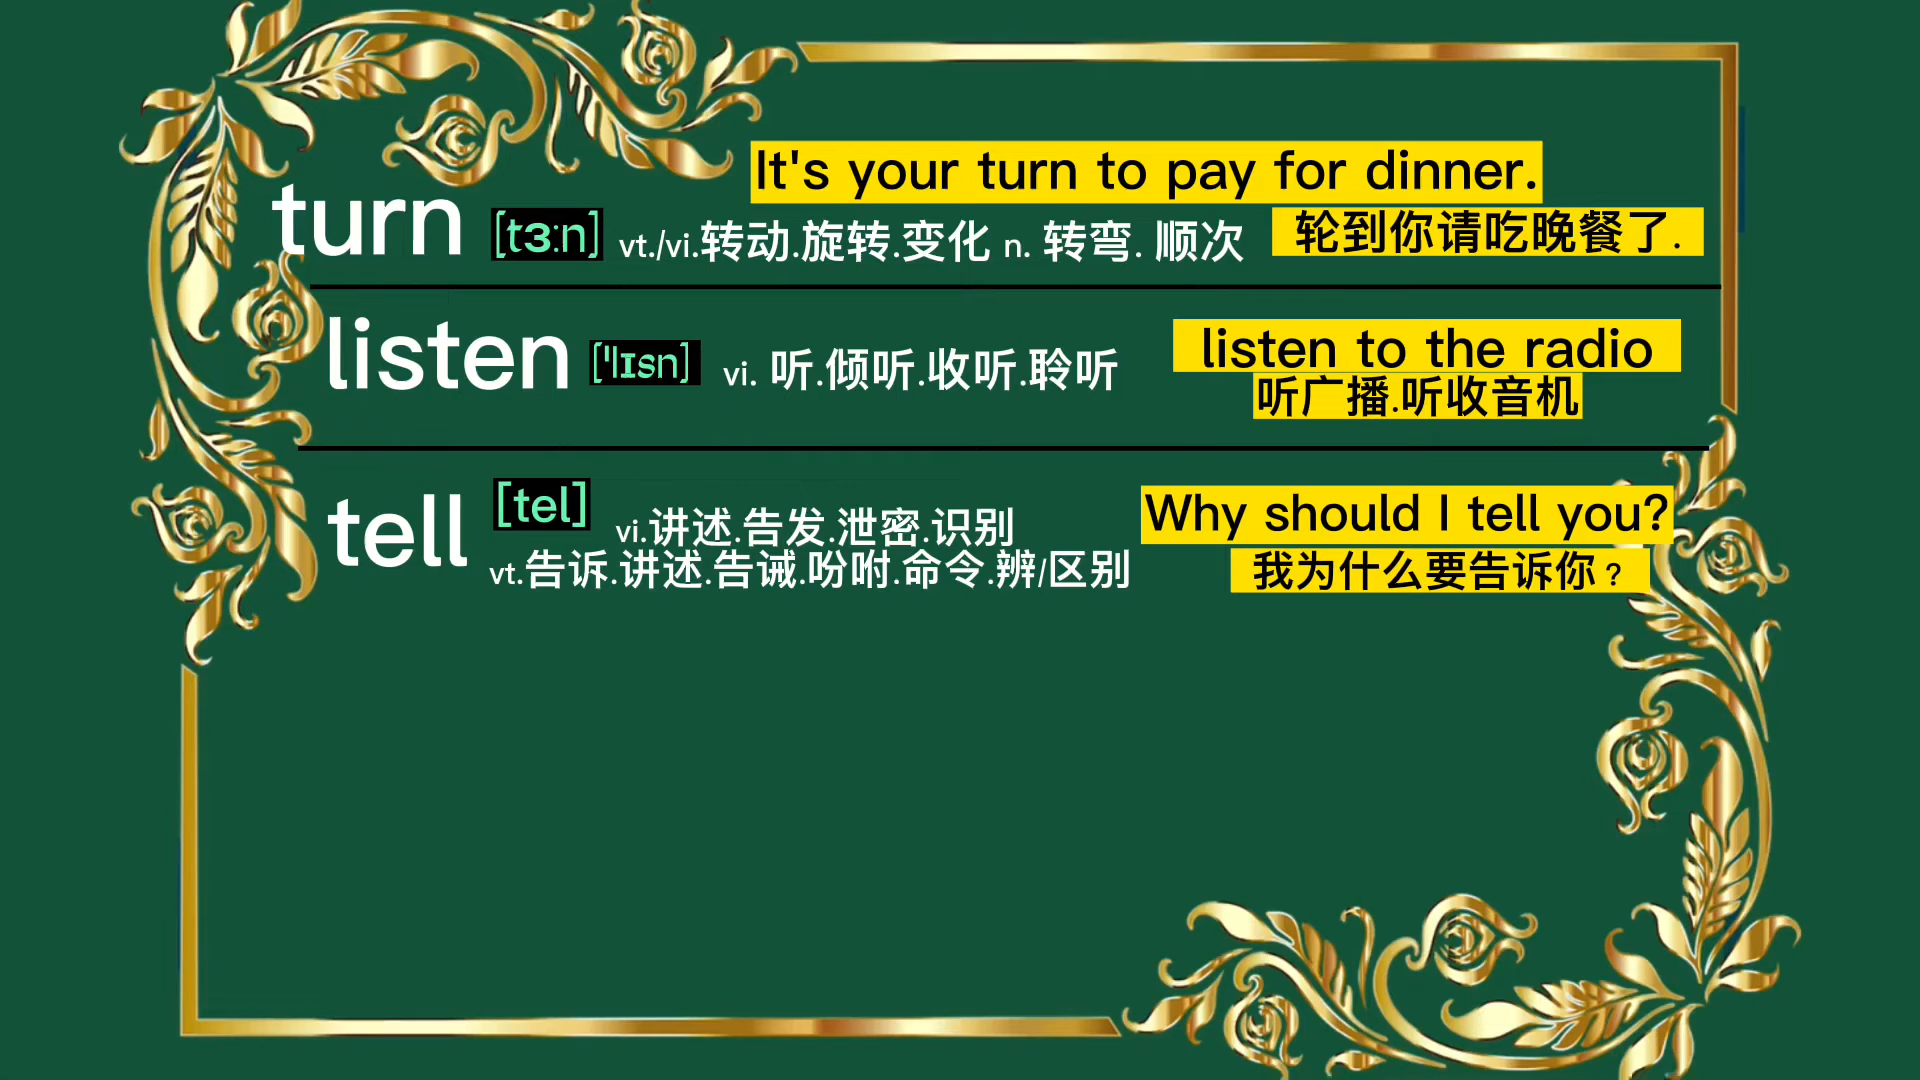 It's your turn to pay for dinner.
turn [tɜ:n] vt./vi.转动.旋转.变化 n. 转弯. 顺次 轮到你请吃晚餐了.
listen ['lɪsn] vi. 听.倾听.收听.聆听 listen to the radio
听广播.听收音机
tell [tel] vi.讲述.告发.泄密.识别 Why should I tell you?
vt.告诉.讲述.告诫.吩咐.命令.辨/区别 我为什么要告诉你？